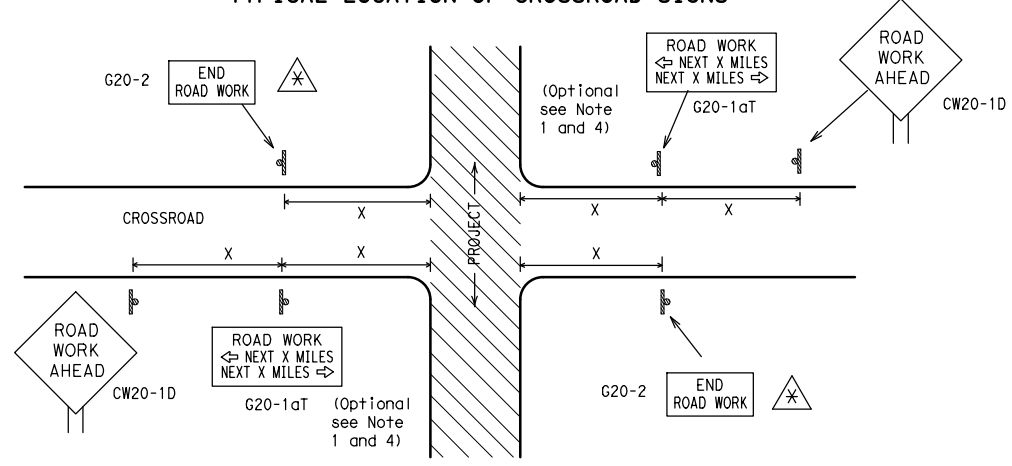 TYPICAL LOCATION OF CROSSROAD SIGNS
ROAD
WORK
AHEAD
CW20-1D
ROAD WORK
⇦ NEXT X MILES
NEXT X MILES ⇨
G20-1aT
(Optional
see Note
1 and 4)
G20-2
END
ROAD WORK
*
X
X
X
CROSSROAD
PROJECT
X
X
X
ROAD
WORK
AHEAD
CW20-1D
ROAD WORK
⇦ NEXT X MILES
NEXT X MILES ⇨
G20-1aT
(Optional
see Note
1 and 4)
G20-2
END
ROAD WORK
*